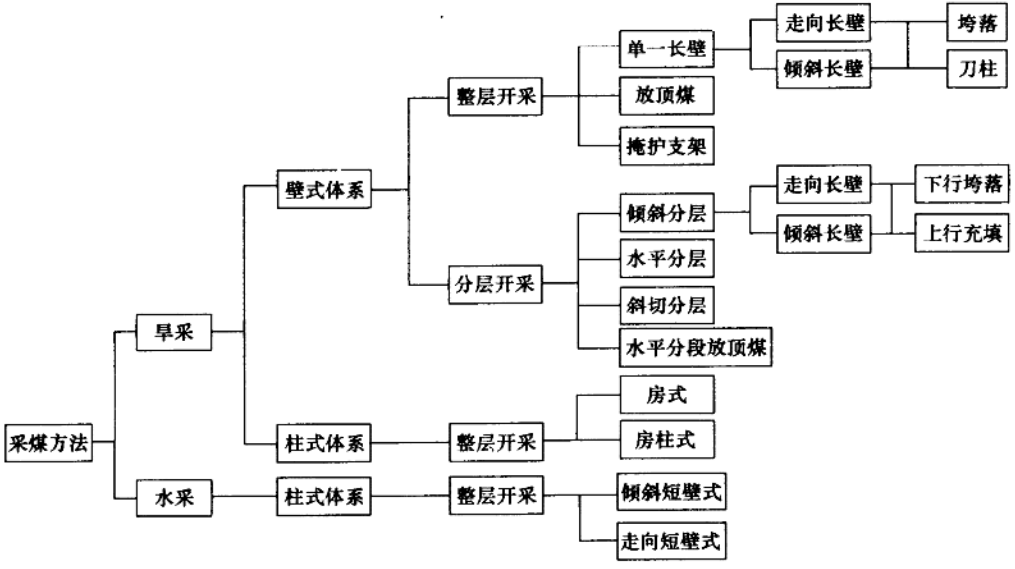 采煤方法
旱采
壁式体系
整层开采
单一长壁
走向长壁
倾斜长壁
垮落
刀柱
放顶煤
掩护支架
分层开采
倾斜分层
走向长壁
倾斜长壁
下行垮落
上行充填
水平分层
斜切分层
水平分段放顶煤
柱式体系
整层开采
房式
房柱式
水采
柱式体系
整层开采
倾斜短壁式
走向短壁式